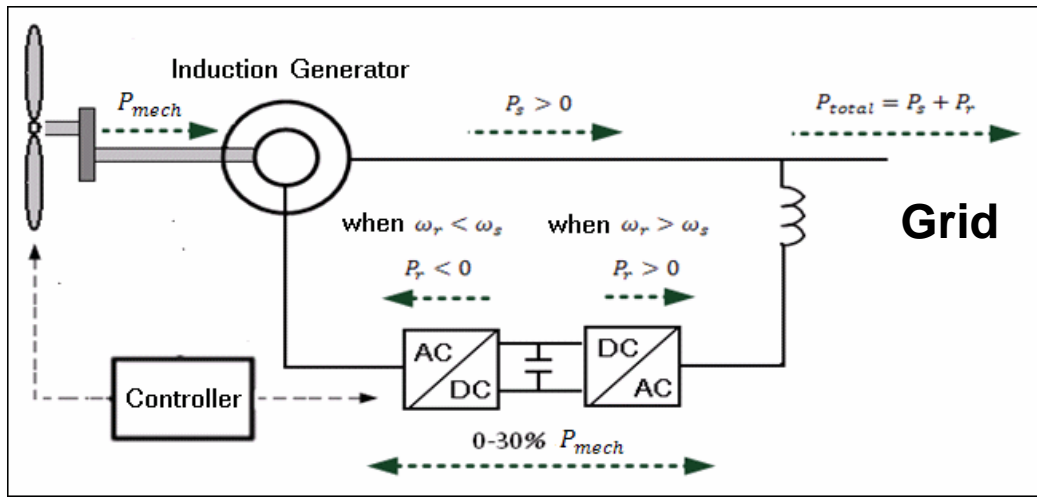 Induction Generator
P_mech
P_s > 0
P_total = P_s + P_r
Grid
when ω_r < ω_s
when ω_r > ω_s
P_r < 0
P_r > 0
AC
DC
DC
AC
Controller
0-30% P_mech